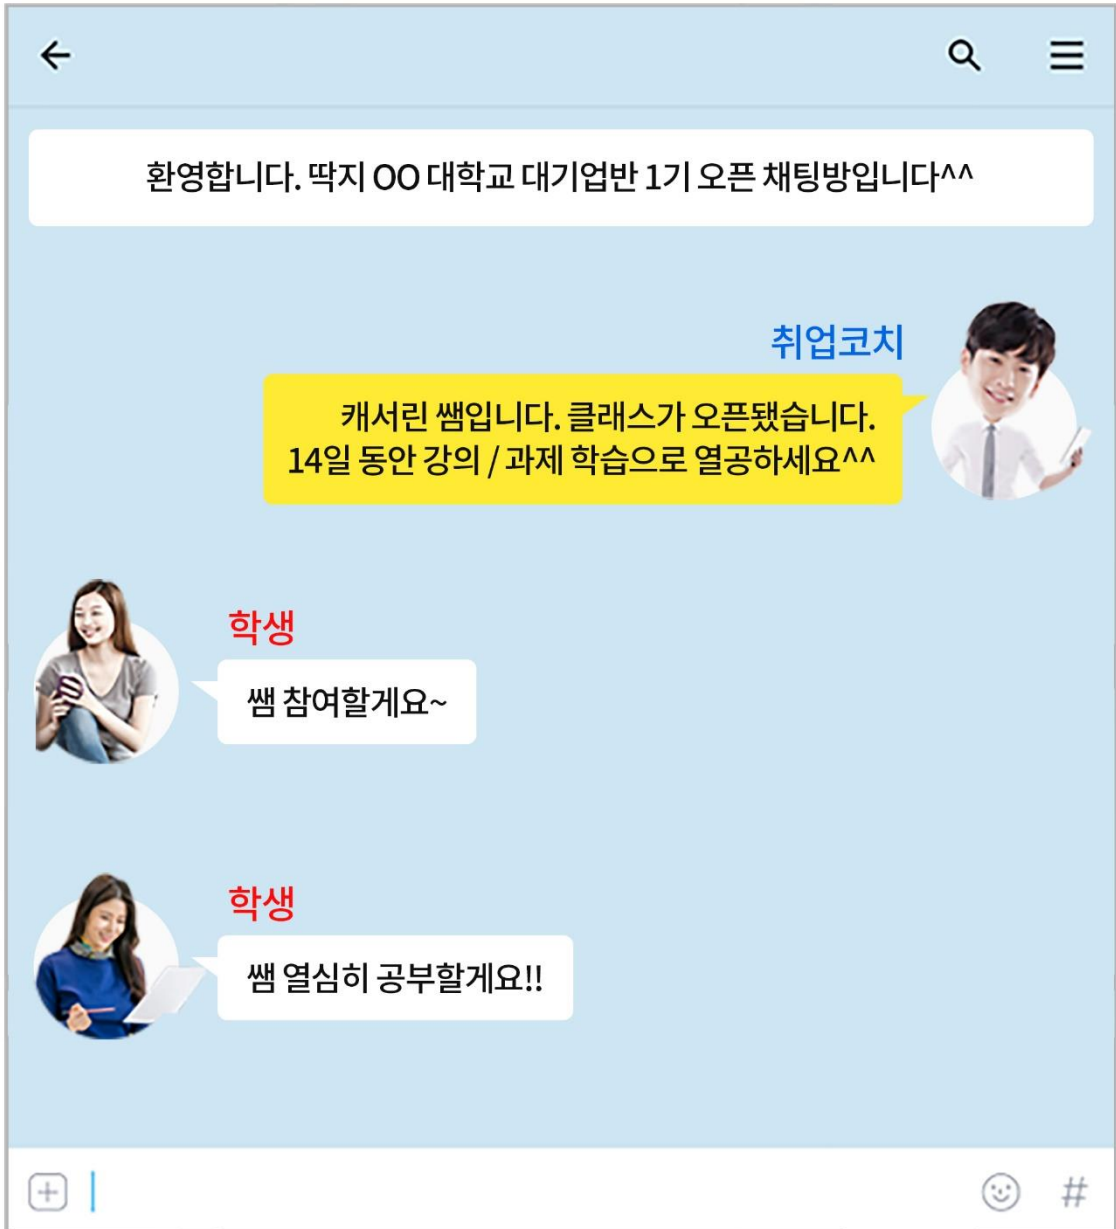 환영합니다. 딱지 OO 대학교 대기업반 1기 오픈 채팅방입니다^^
취업코치
캐서린 쌤입니다. 클래스가 오픈됐습니다.
14일 동안 강의 / 과제 학습으로 열공하세요^^
학생
쌤 참여할게요~
학생
쌤 열심히 공부할게요!!
#